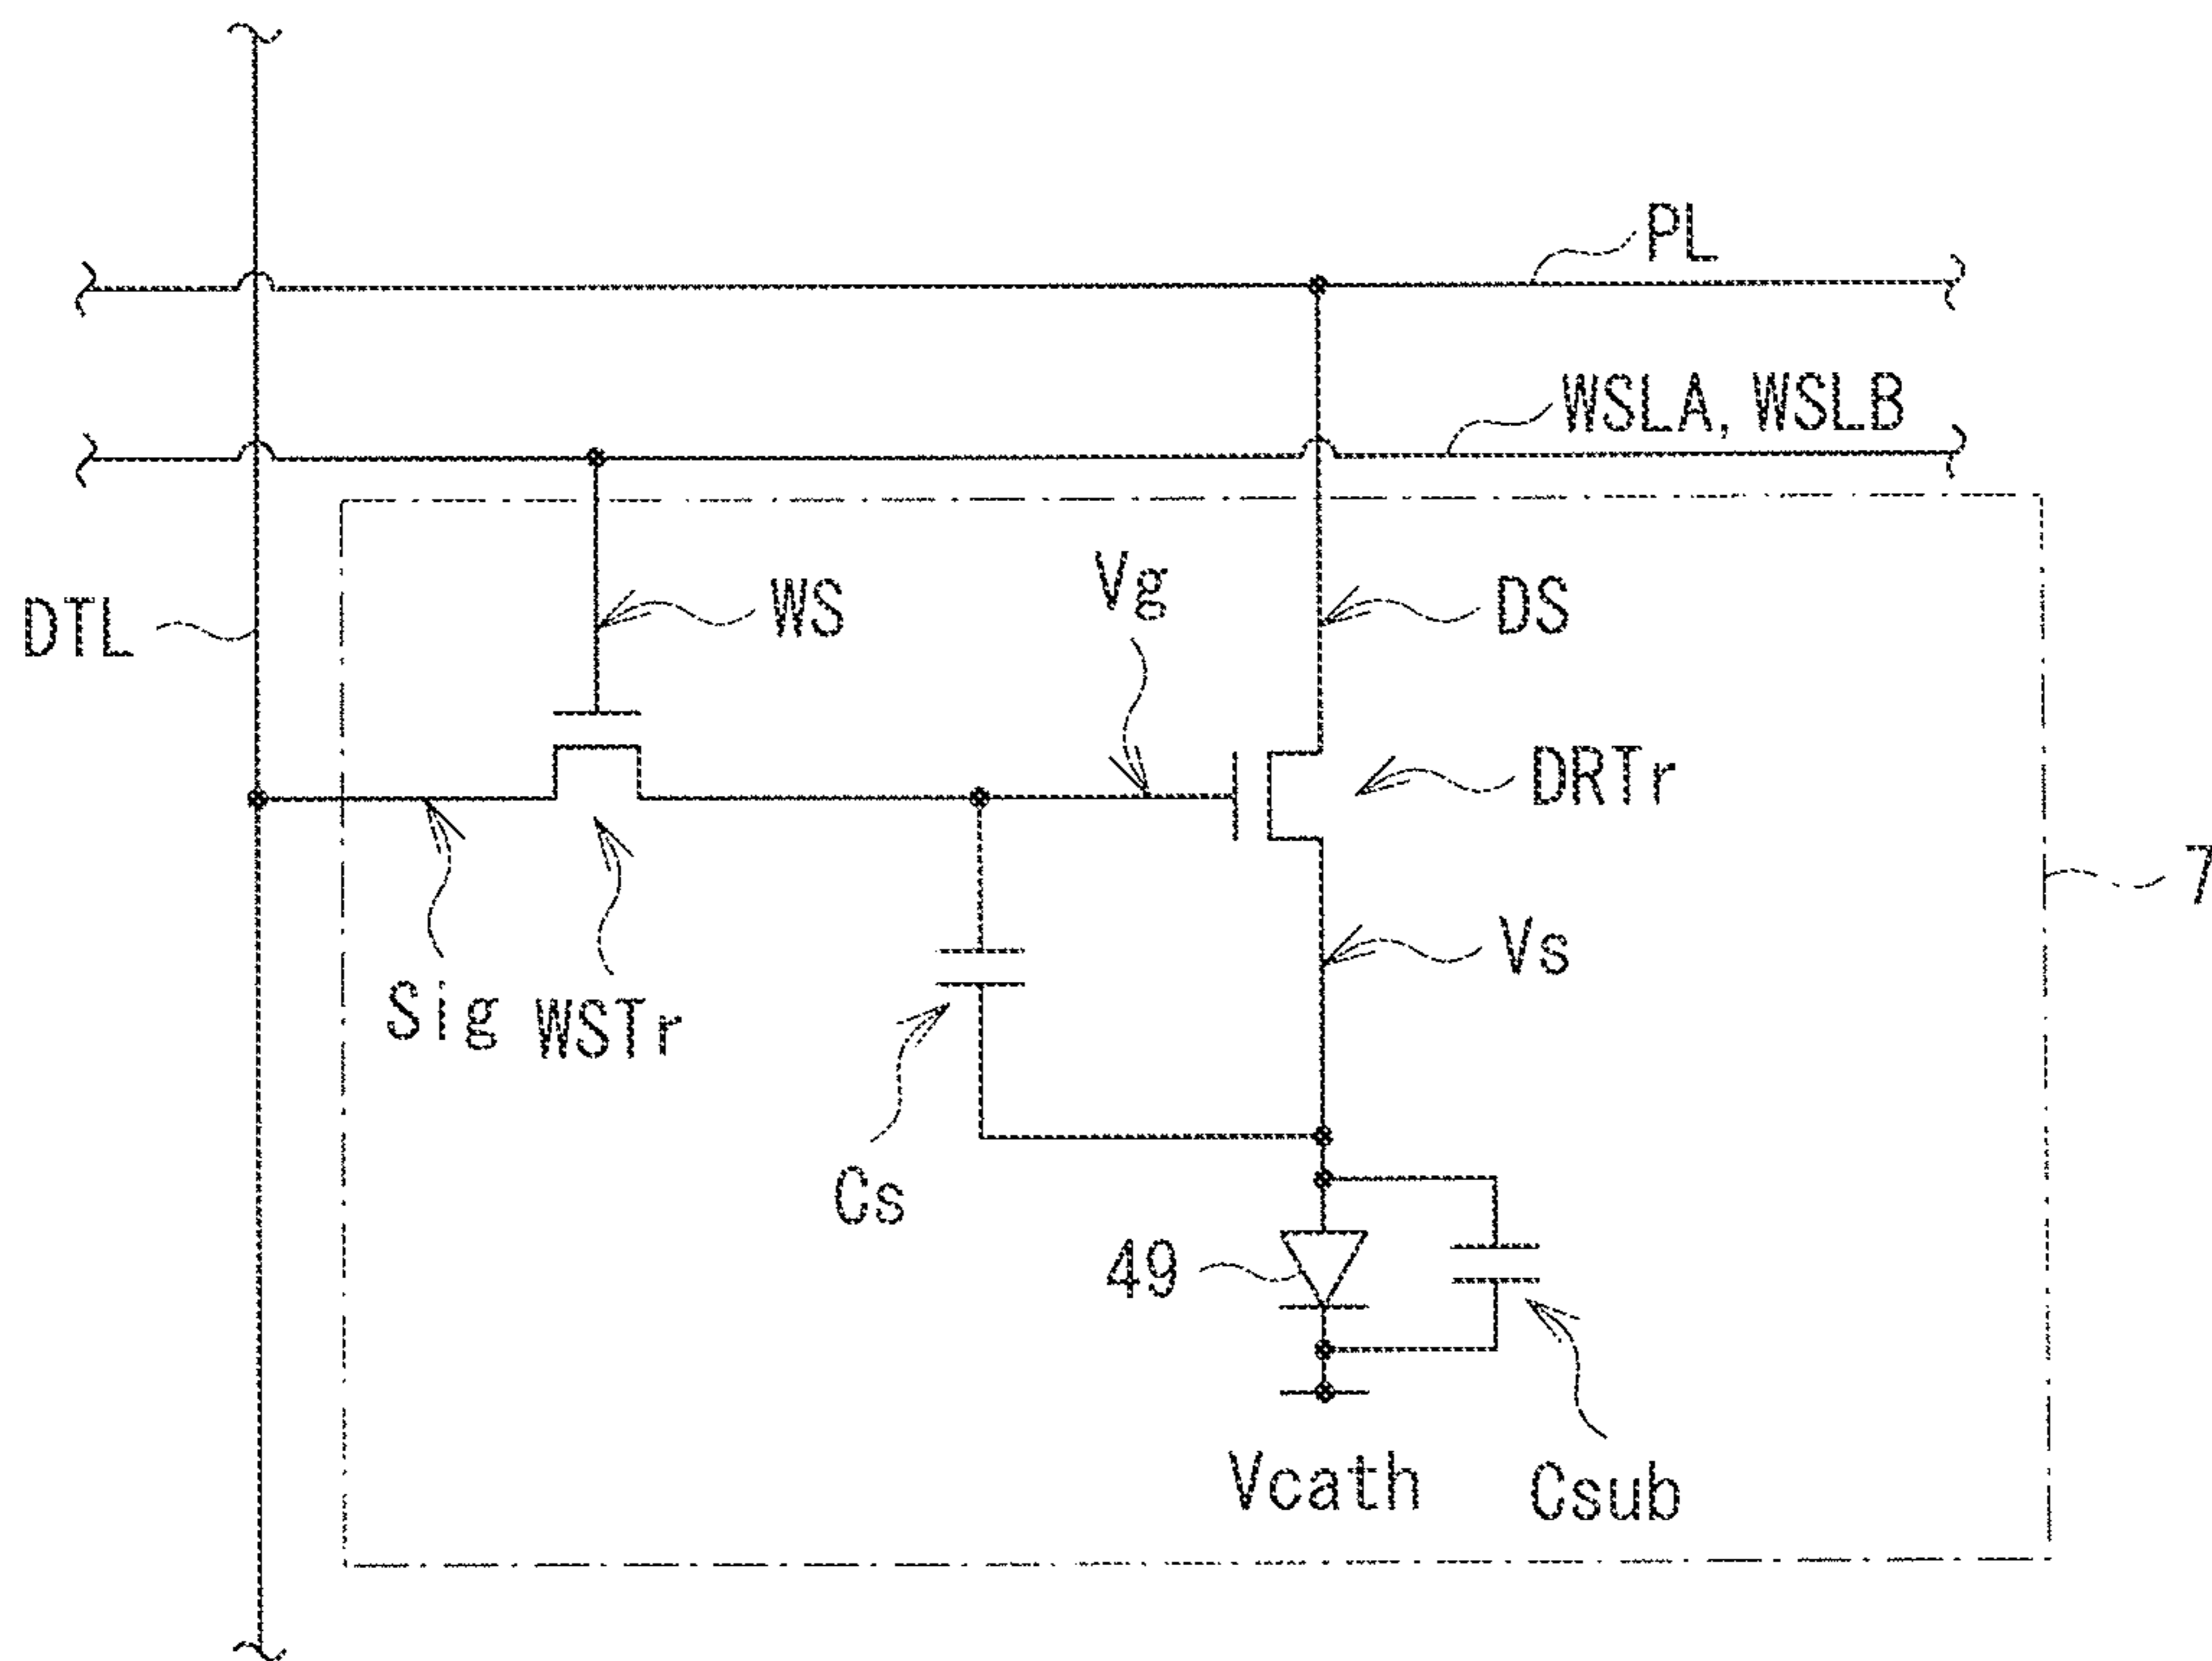 PL
WSLA, WSLB
DTL
WS
Vg
DS
DRTr
7
Sig
WSTr
Vs
Cs
49
Vcath
Csub